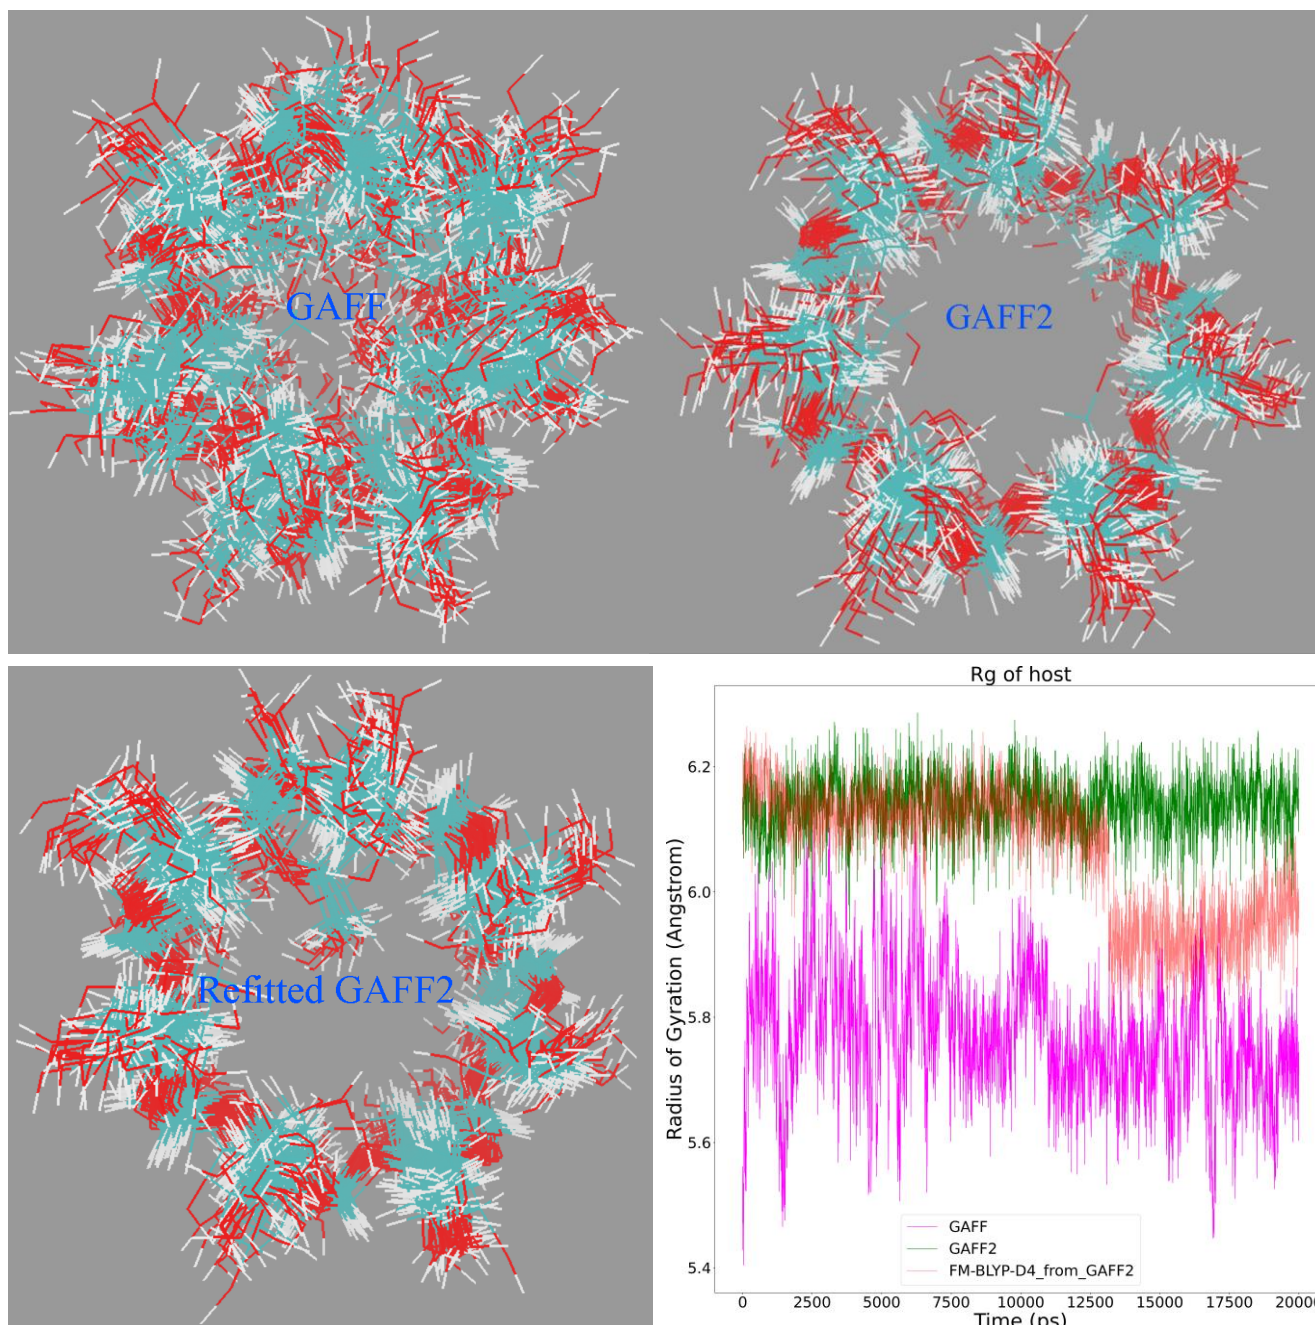 GAFF
GAFF2
Refitted GAFF2
Rg of host
Radius of Gyration (Angstrom)
6.2
6.0
5.8
5.6
5.4
GAFF
GAFF2
FM-BLYP-D4_from_GAFF2
0 2500 5000 7500 10000 12500 15000 17500 2000
Time (ps)